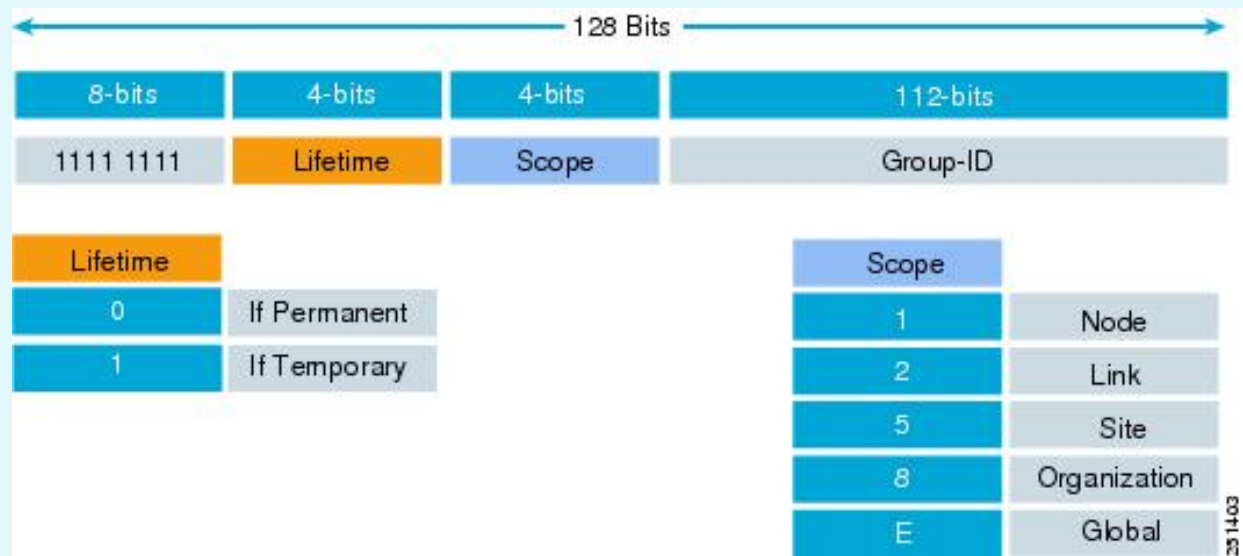 128 Bits
8-bits 4-bits 4-bits 112-bits
1111 1111 Lifetime Scope Group-ID
Lifetime
0 If Permanent
1 If Temporary
Scope
1 Node
2 Link
5 Site
8 Organization
E Global
351403